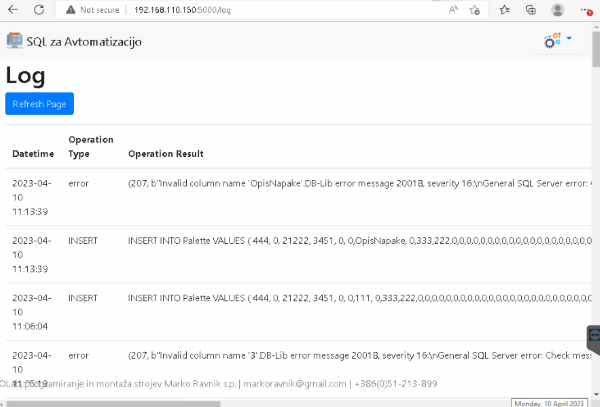 Not secure | 192.168.110.150:5000/log
SQL za Avtomatizacijo
Log
Refresh Page
Datetime Operation Type Operation Result
2023-04-10 11:13:39 error (207, b"Invalid column name 'OpisNapake'.DB-Lib error message 20018, severity 16:\nGeneral SQL Server error:
2023-04-10 11:13:39 INSERT INSERT INTO Palette VALUES ( 444, 0, 21222, 3451, 0, 0,OpisNapake, 0,333,222,0,0,0,0,0,0,0,0,0,0,0,0,0,0,0,0,0,0,0,0
2023-04-10 11:06:04 INSERT INSERT INTO Palette VALUES ( 444, 0, 21222, 3451, 0, 0,111, 0,333,222,0,0,0,0,0,0,0,0,0,0,0,0,0,0,0,0,0,0,0,0,0,0,0,0
2023-04-10 error (207, b"Invalid column name '3'.DB-Lib error message 20018, severity 16:\nGeneral SQL Server error: Check mess
programiranje in montaža strojev Marko Ravnik s.p. | markoravnik@gmail.com | +386(0)51-213-899
Monday, 10 April 2023